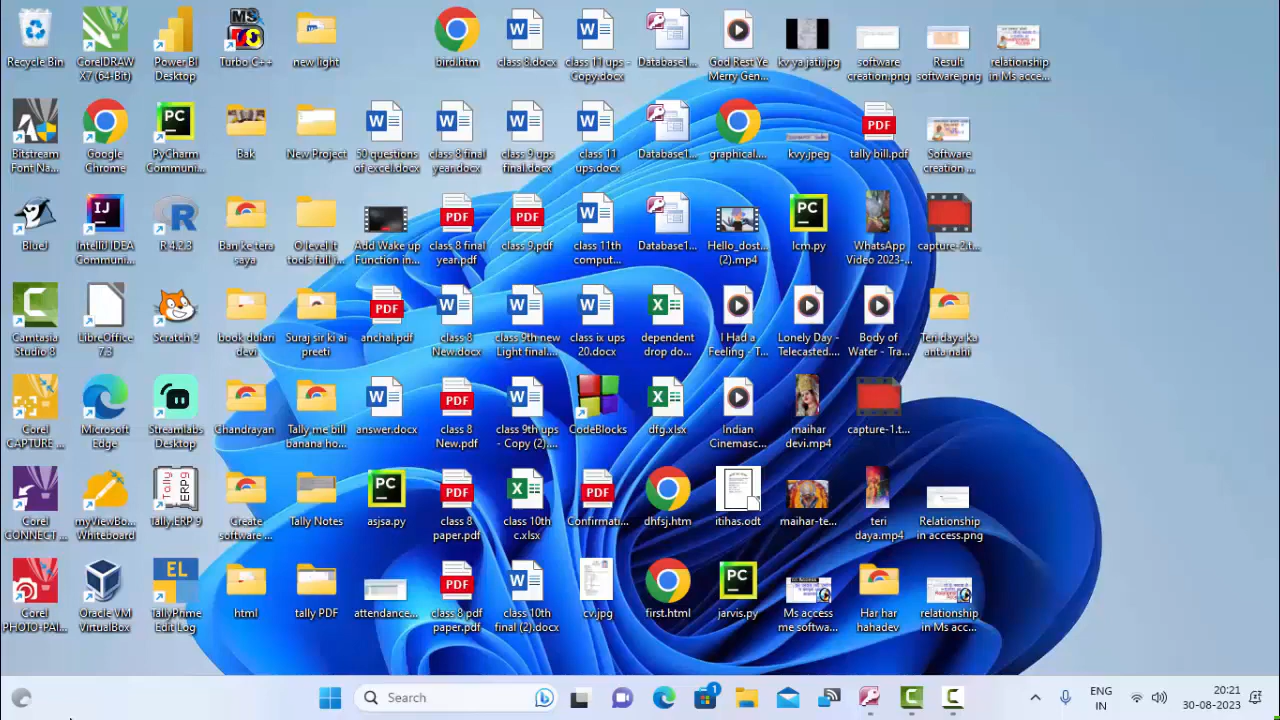 Recycle Bin
CorelDRAW X7 (64-Bit)
Power BI Desktop
Turbo C++
new light
bird.htm
class 8.docx
class 11 ups - Copy.docx
Database1...
God Rest Ye Merry Gen...
kv ya jati.jpg
software creation.png
Result software.png
relationship in Ms acce...
Bitstream Font Na...
Google Chrome
PyCharm Communi...
Bak
New Project
50 questions of excel.docx
class 8 final year.docx
class 9 ups final.docx
class 11 ups.docx
Database1...
graphical....
kvy.jpeg
tally bill.pdf
Software creation ...
BlueJ
IntelliJ IDEA Communi...
R 4.2.3
Ban ke tera saya
O level it tools full i...
Add Wake up Function in...
class 8 final year.pdf
class 9.pdf
class 11th comput...
Database1...
Hello_dost... (2).mp4
lcm.py
WhatsApp Video 2023-...
capture-2.t...
Camtasia Studio 8
LibreOffice 7.3
Scratch 2
book dulari devi
Suraj sir ki ai preeti
anchal.pdf
class 8 New.docx
class 9th new Light final....
class ix ups 20.docx
dependent drop do...
I Had a Feeling - T...
Lonely Day - Telecasted....
Body of Water - Tra...
Teri daya ka anta nahi
Corel CAPTURE ...
Microsoft Edge
Streamlabs Desktop
Chandrayan
Tally me bill banana ho...
answer.docx
class 8 New.pdf
class 9th ups - Copy (2)....
CodeBlocks
dfg.xlsx
Indian Cinemasc...
maihar devi.mp4
capture-1.t...
Corel CONNECT ...
myViewBo... Whiteboard
Tally.ERP 9
Create software ...
Tally Notes
asjsa.py
class 8 paper.pdf
class 10th c.xlsx
Confirmati...
dhfsj.htm
itihas.odt
maihar-te...
teri daya.mp4
Relationship in access.png
Corel PHOTO-PAI...
Oracle VM VirtualBox
TallyPrime Edit Log
html
tally PDF
attendance...
class 8 pdf paper.pdf
class 10th final (2).docx
cv.jpg
first.html
jarvis.py
Ms access me softwa...
Har har hahadev
relationship in Ms acc...
Search
1
ENG
IN
20:21
30-08-2023